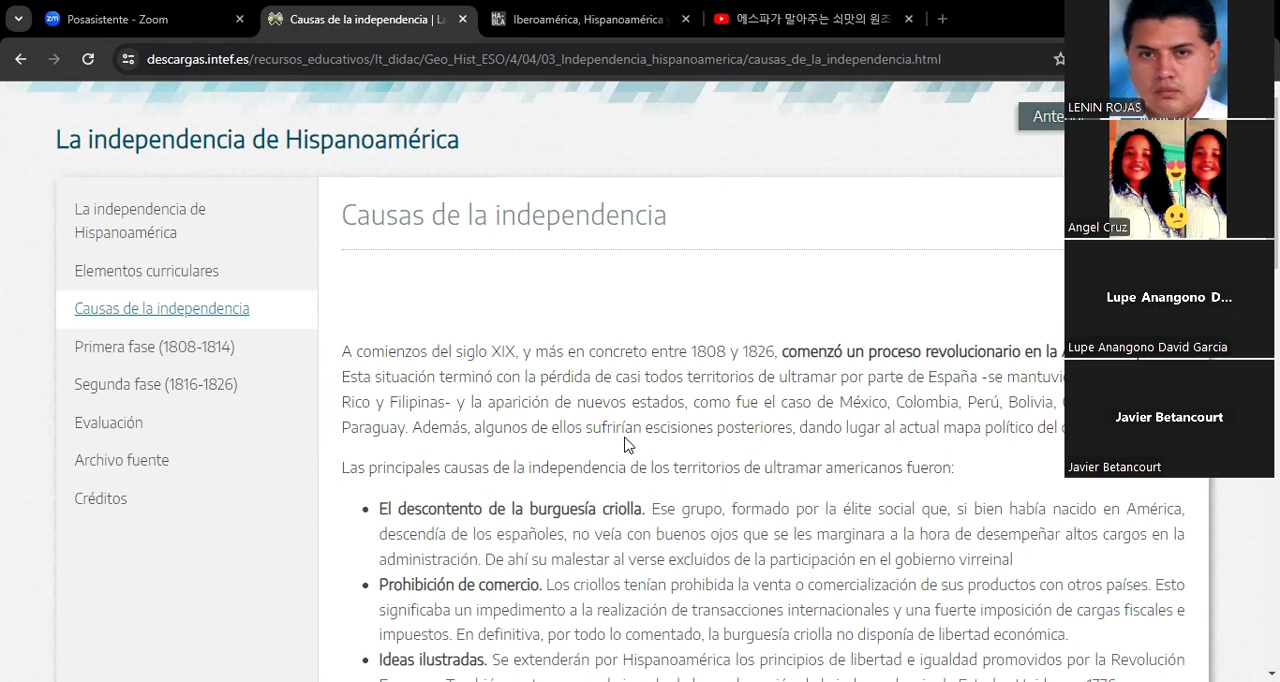 Posasistente - Zoom
Causas de la independencia | La
Iberoamérica, Hispanoamérica y
에스파가 말아주는 쇠맛의 원조
descargas.intef.es/recursos_educativos/It_didac/Geo_Hist_ESO/4/04/03_Independencia_hispanoamerica/causas_de_la_independencia.html
La independencia de Hispanoamérica
La independencia de
Hispanoamérica
Elementos curriculares
Causas de la independencia
Primera fase (1808-1814)
Segunda fase (1816-1826)
Evaluación
Archivo fuente
Créditos
Causas de la independencia
A comienzos del siglo XIX, y más en concreto entre 1808 y 1826, comenzó un proceso revolucionario en la
Esta situación terminó con la pérdida de casi todos territorios de ultramar por parte de España -se
Rico y Filipinas- y la aparición de nuevos estados, como fue el caso de México, Colombia, Perú, Bolivia,
Paraguay. Además, algunos de ellos sufrirían escisiones posteriores, dando lugar al actual mapa político del
Las principales causas de la independencia de los territorios de ultramar americanos fueron:
• El descontento de la burguesía criolla. Ese grupo, formado por la élite social que, si bien había nacido en América,
descendía de los españoles, no veía con buenos ojos que se les marginara a la hora de desempeñar altos cargos en la
administración. De ahí su malestar al verse excluidos de la participación en el gobierno virreinal
• Prohibición de comercio. Los criollos tenían prohibida la venta o comercialización de sus productos con otros países. Esto
significaba un impedimento a la realización de transacciones internacionales y una fuerte imposición de cargas fiscales e
impuestos. En definitiva, por todo lo comentado, la burguesía criolla no disponía de libertad económica.
• Ideas ilustradas. Se extenderán por Hispanoamérica los principios de libertad e igualdad promovidos por la Revolución
LENIN ROJAS
Angel Cruz
Lupe Anangono D...
Lupe Anangono David Garcia
Javier Betancourt
Javier Betancourt